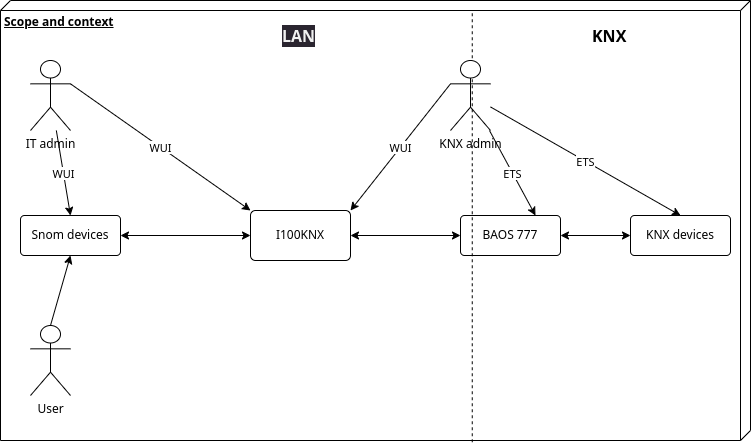 Scope and context
LAN
KNX
IT admin
KNX admin
WUI
WUI
ETS
WUI
ETS
Snom devices
I100KNX
BAOS 777
KNX devices
User